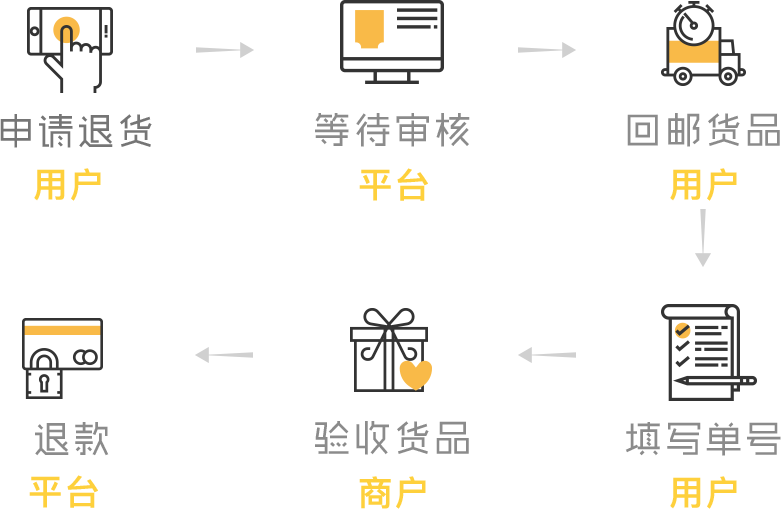 申请退货 等待审核 回邮货品
用户 平台 用户
退款 验收货品 填写单号
平台 商户 用户